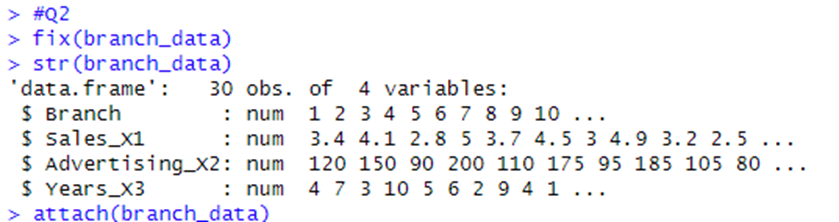 > #Q2
> fix(branch_data)
> str(branch_data)
'data.frame':   30 obs. of  4 variables:
 $ Branch        : num  1 2 3 4 5 6 7 8 9 10 ...
 $ Sales_X1      : num  3.4 4.1 2.8 5 3.7 4.5 3 4.9 3.2 2.5 ...
 $ Advertising_X2: num  120 150 90 200 110 175 95 185 105 80 ...
 $ Years_X3      : num  4 7 3 10 5 6 2 9 4 1 ...
> attach(branch_data)